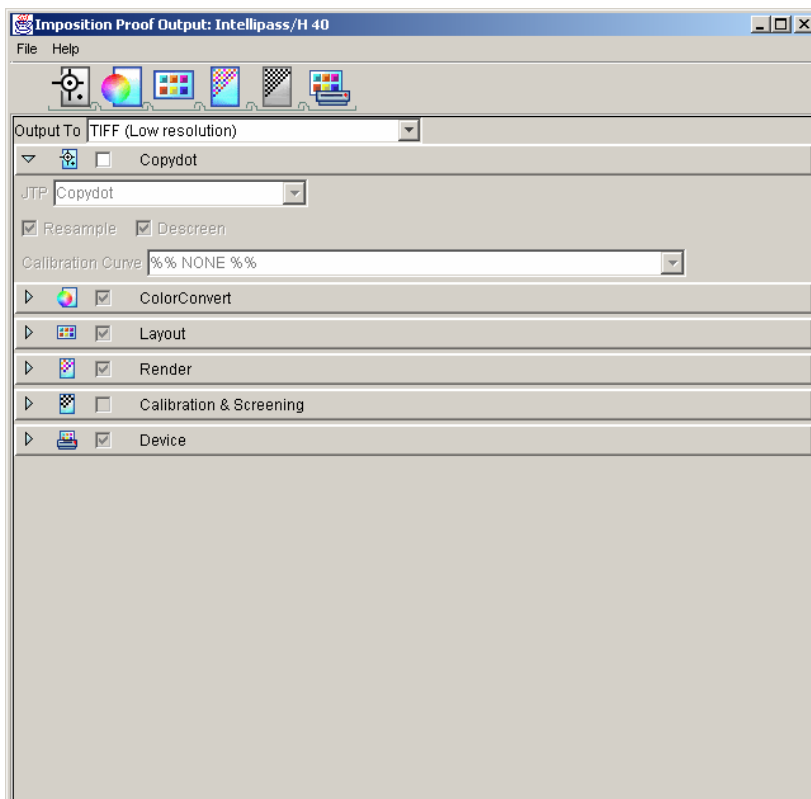 Imposition Proof Output: Intellipass/H 40
File Help
Output To TIFF (Low resolution)
Copydot
JTP Copydot
Resample Descreen
Calibration Curve %% NONE %%
ColorConvert
Layout
Render
Calibration & Screening
Device